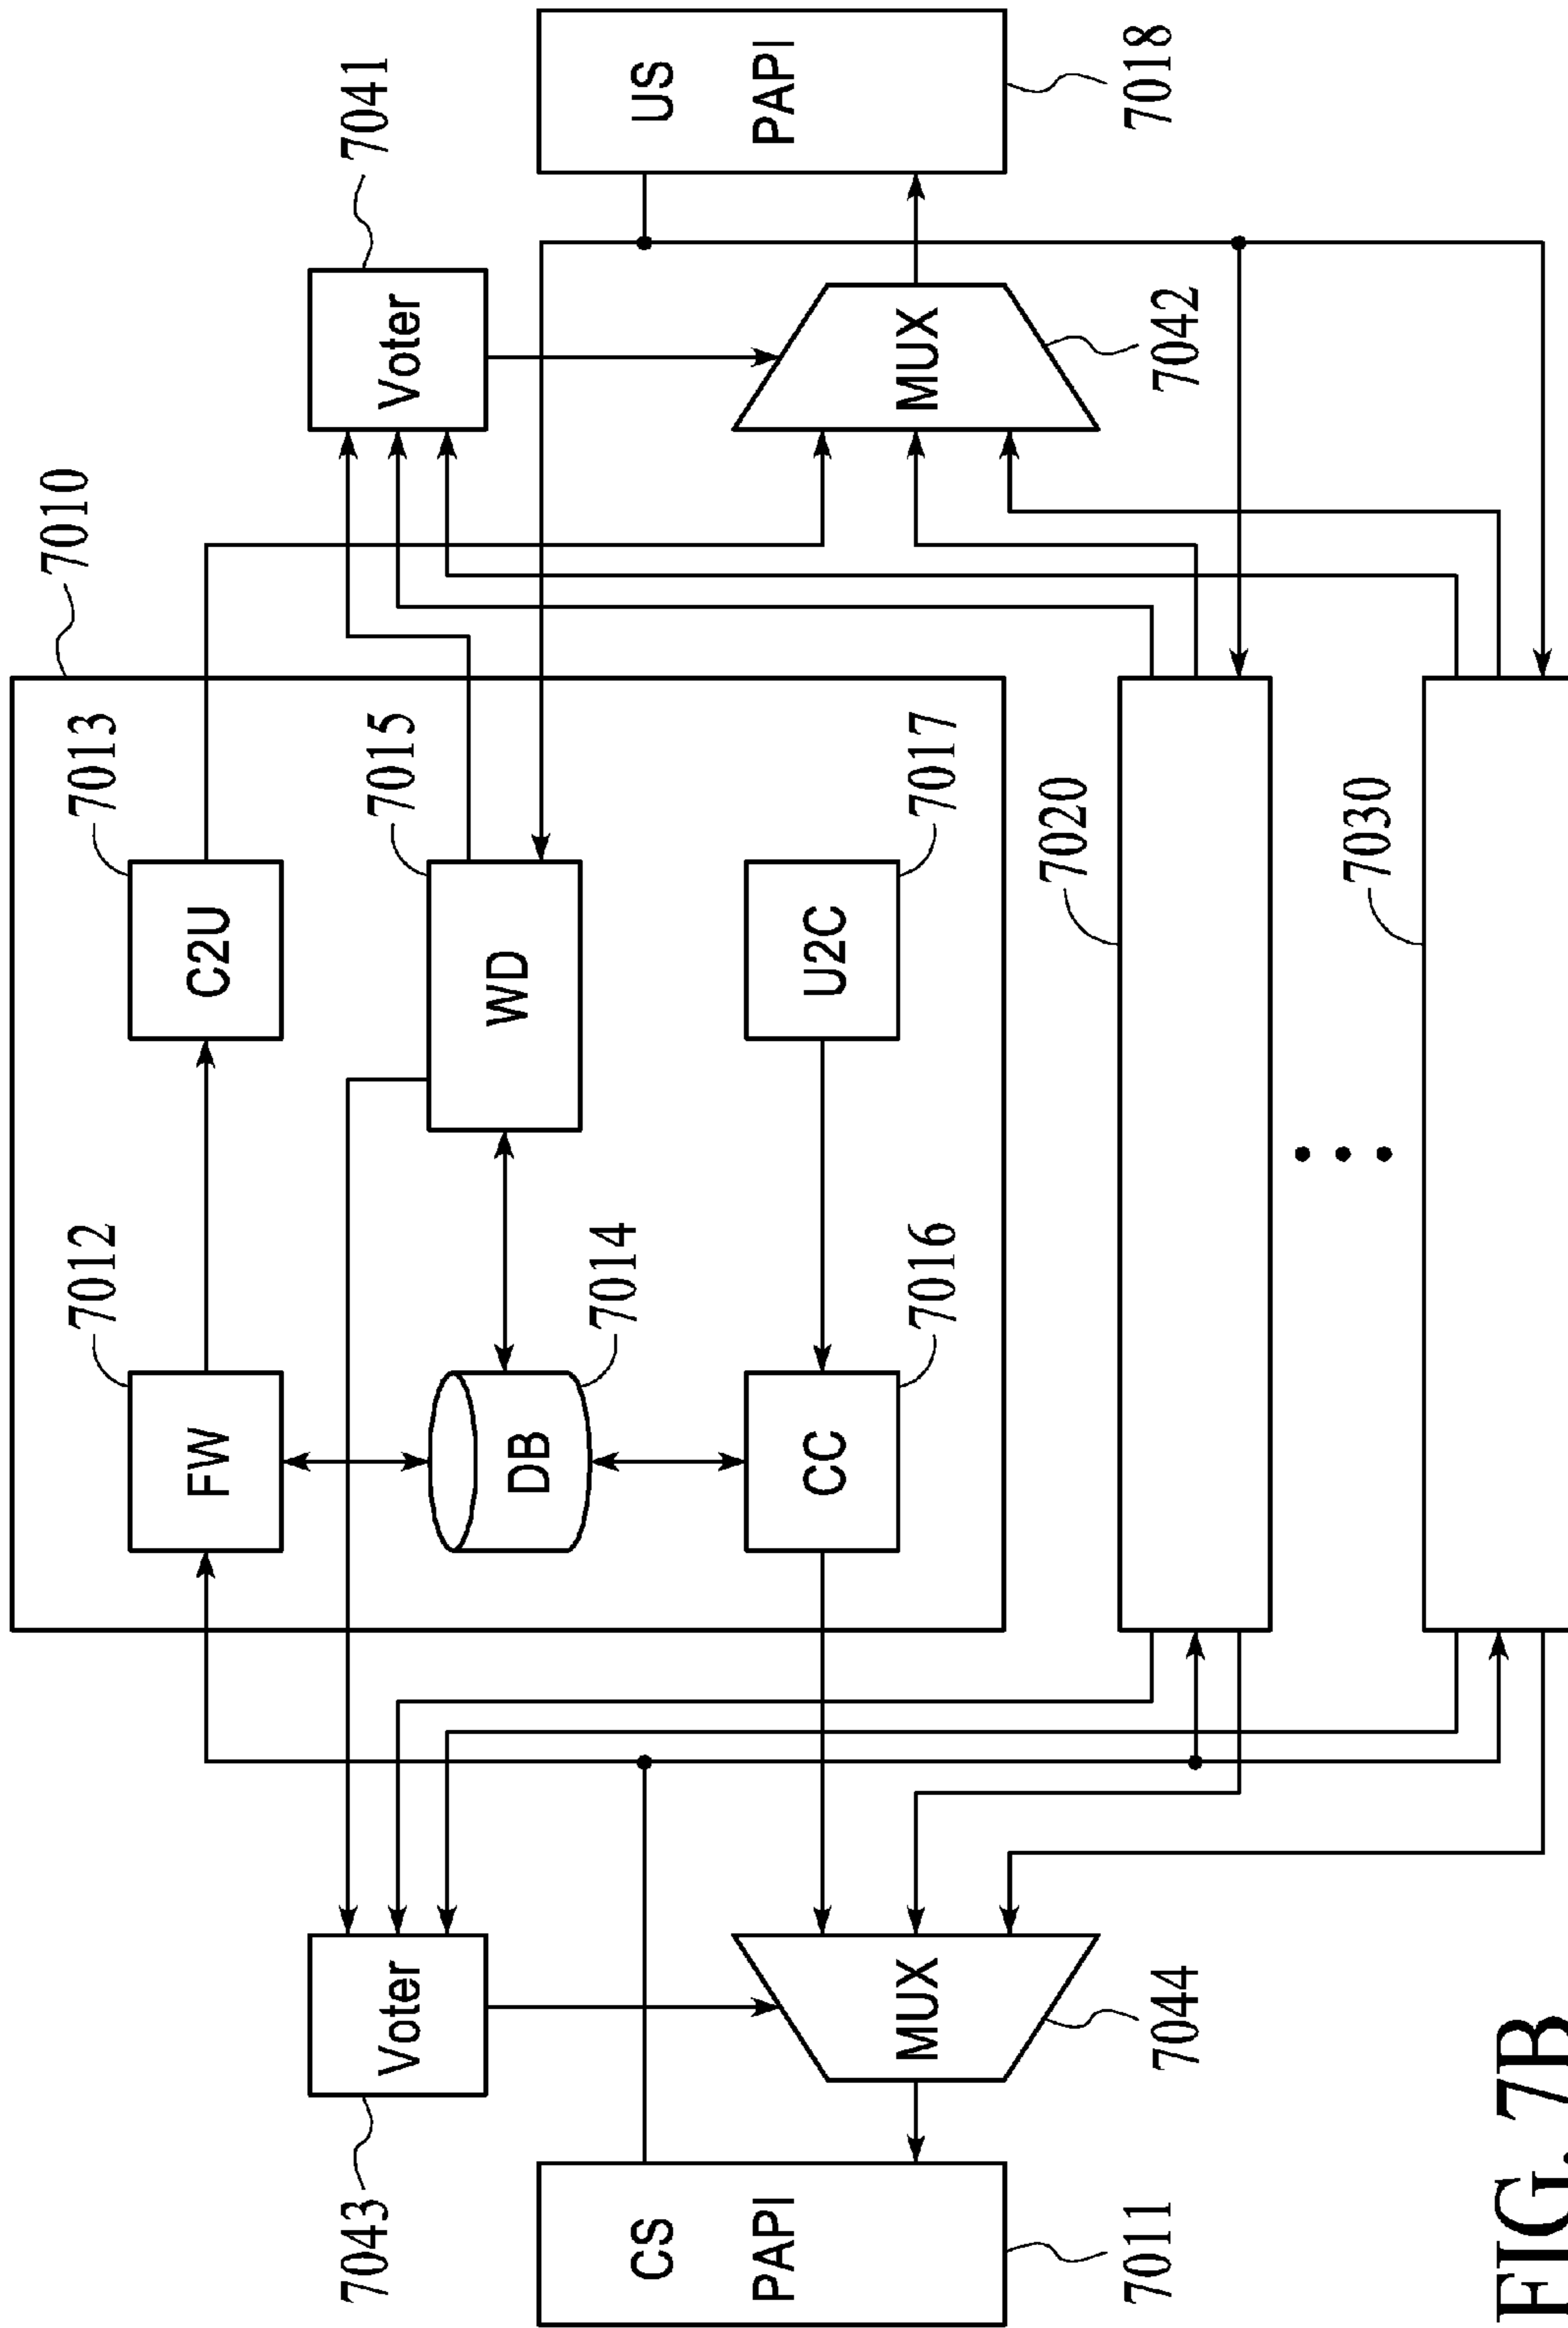 7010
7012
7013
FW
C2U
7043
7041
Voter
Voter
7014
7015
DB
WD
CS
PAPI
US
PAPI
7016
7017
CC
U2C
MUX
MUX
7011
7044
7042
7018
7020
7030
FIG. 7B